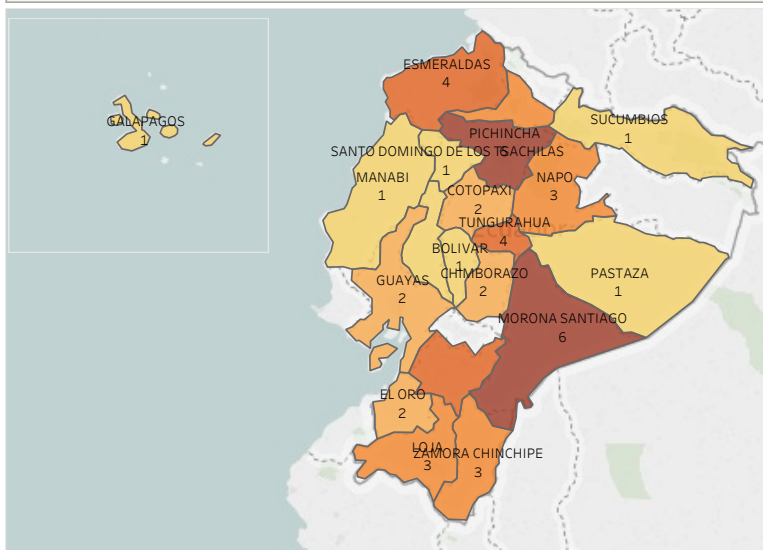 ESMERALDAS
4
GALAPAGOS
1
SUCUMBIOS
1
PICHINCHA
6
SANTO DOMINGO DE LOS TSACHILAS
1
MANABI
1
COTOPAXI
2
NAPO
3
TUNGURAHUA
4
BOLIVAR
1
CHIMBORAZO
2
GUAYAS
2
PASTAZA
1
MORONA SANTIAGO
6
EL ORO
2
LOJA
3
ZAMORA CHINCHIPE
3